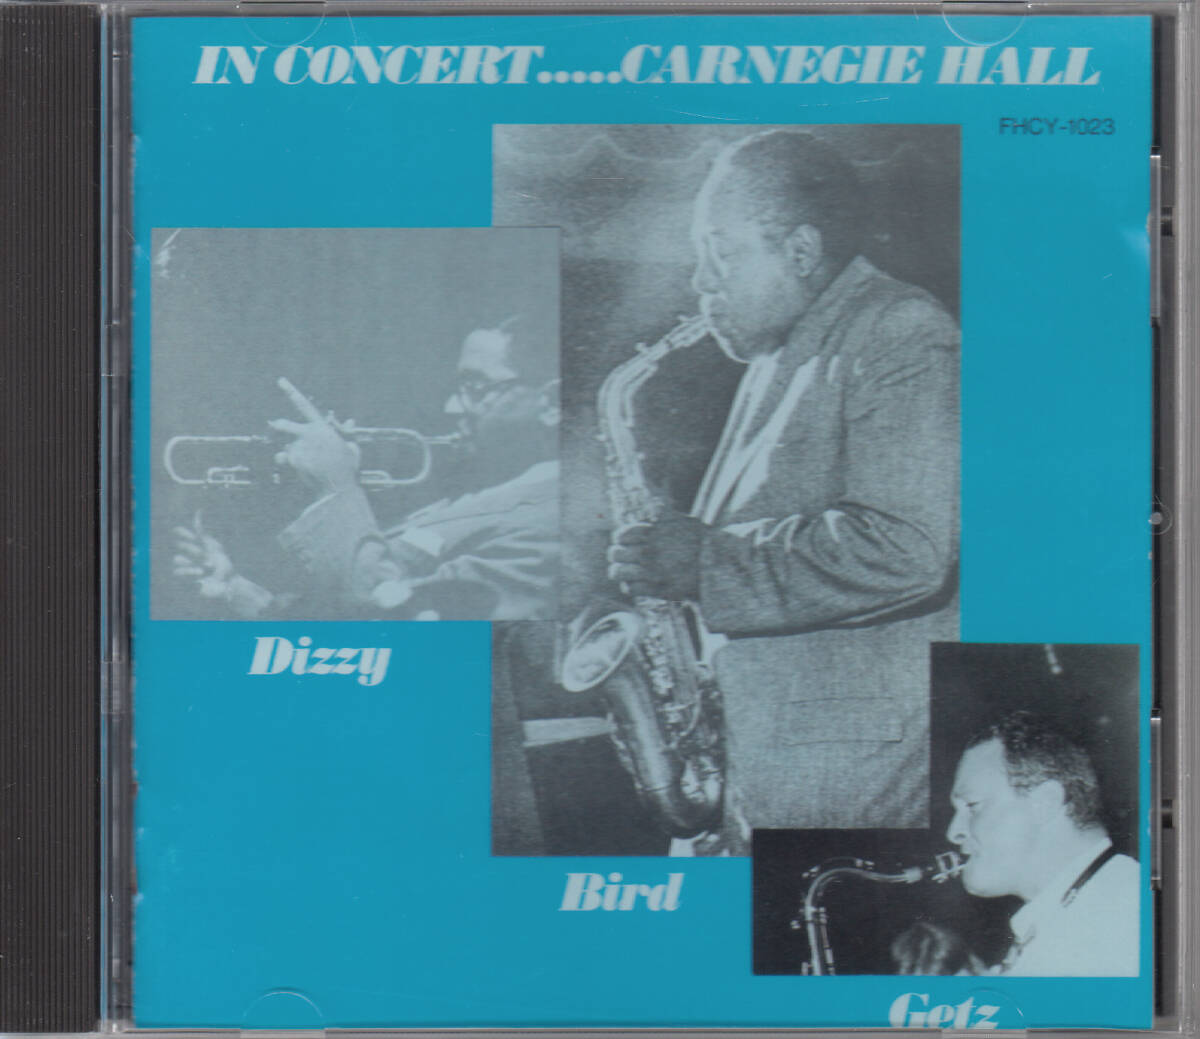 IN CONCERT.....CARNEGIE HALL
FHCY-1023
Dizzy
Bird
Getz